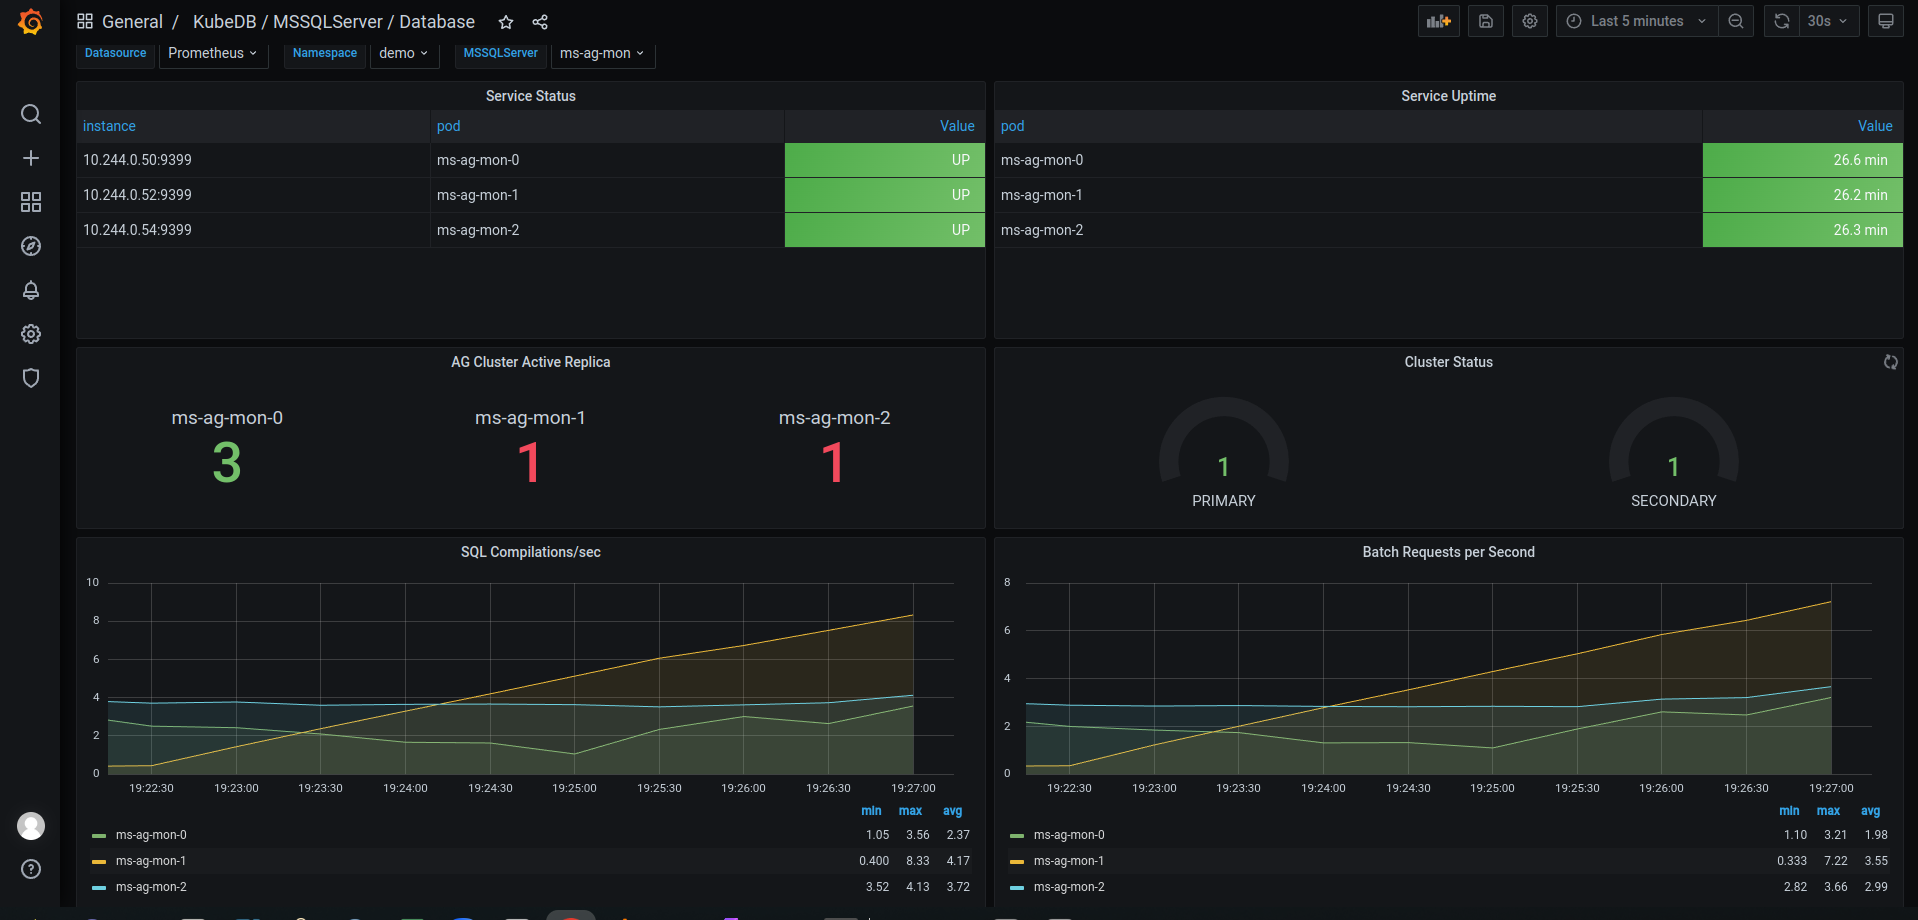 General / KubeDB / MSSQLServer / Database
Last 5 minutes 30s
Datasource Prometheus Namespace demo MSSQLServer ms-ag-mon
Service Status
instance pod Value
10.244.0.50:9399 ms-ag-mon-0 UP
10.244.0.52:9399 ms-ag-mon-1 UP
10.244.0.54:9399 ms-ag-mon-2 UP
Service Uptime
pod Value
ms-ag-mon-0 26.6 min
ms-ag-mon-1 26.2 min
ms-ag-mon-2 26.3 min
AG Cluster Active Replica
ms-ag-mon-0 ms-ag-mon-1 ms-ag-mon-2
3 1 1
Cluster Status
1 1
PRIMARY SECONDARY
SQL Compilations/sec
10
8
6
4
2
0
19:22:30 19:23:00 19:23:30 19:24:00 19:24:30 19:25:00 19:25:30 19:26:00 19:26:30 19:27:00
min max avg
ms-ag-mon-0 1.05 3.56 2.37
ms-ag-mon-1 0.400 8.33 4.17
ms-ag-mon-2 3.52 4.13 3.72
Batch Requests per Second
8
6
4
2
0
19:22:30 19:23:00 19:23:30 19:24:00 19:24:30 19:25:00 19:25:30 19:26:00 19:26:30 19:27:00
min max avg
ms-ag-mon-0 1.10 3.21 1.98
ms-ag-mon-1 0.333 7.22 3.55
ms-ag-mon-2 2.82 3.66 2.99